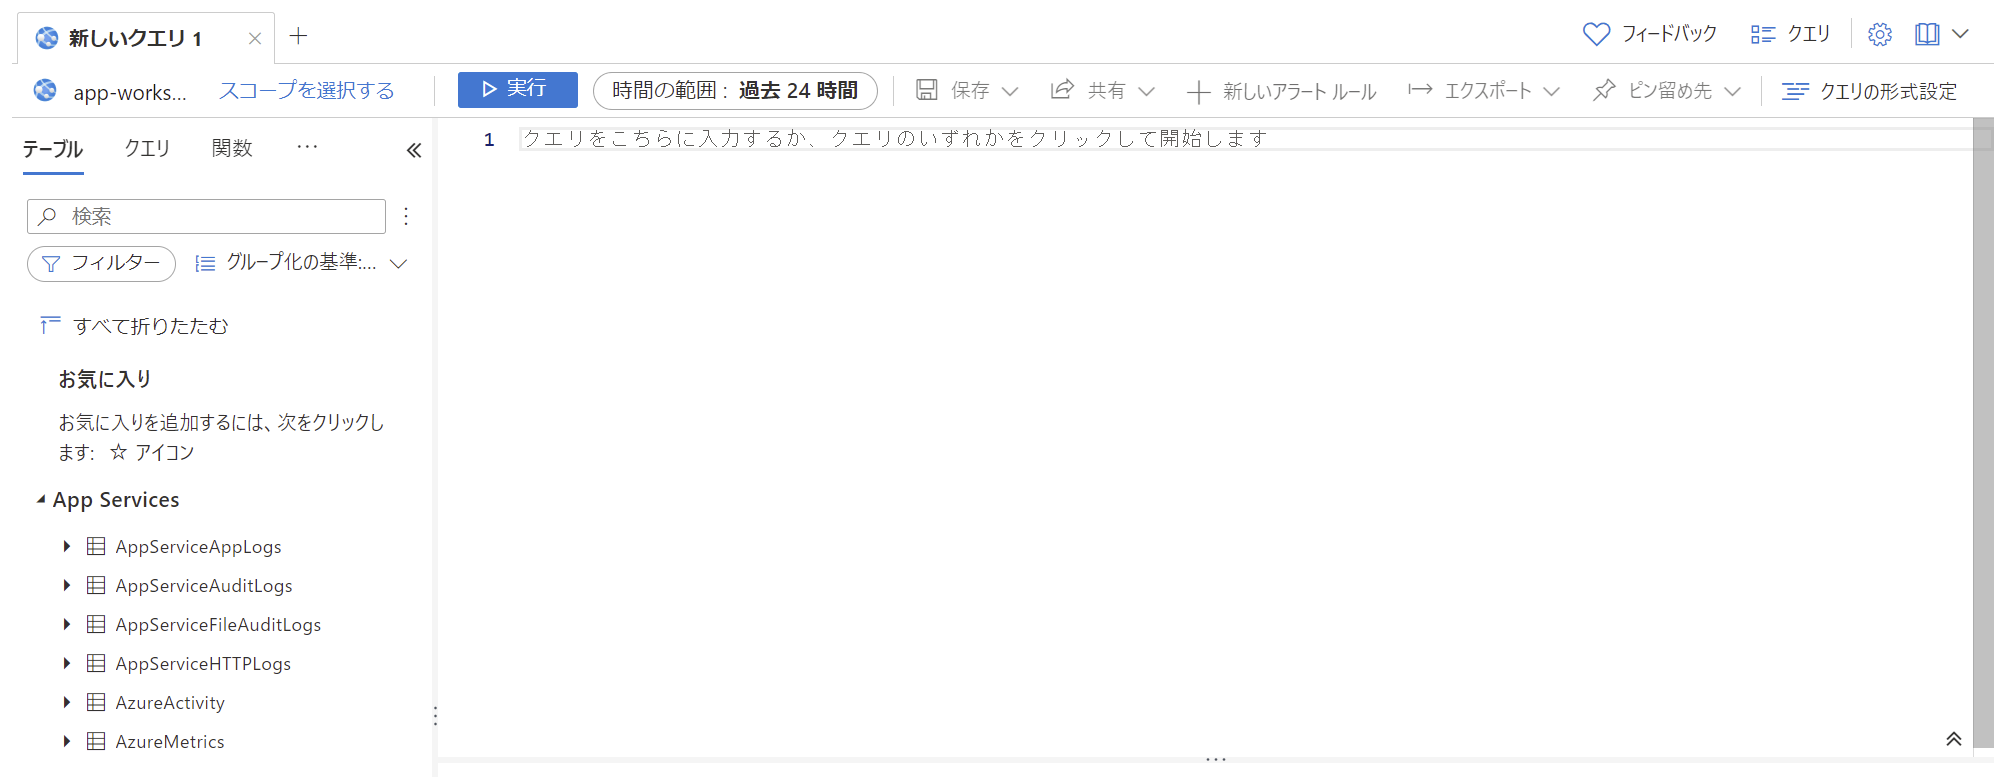 新しいクエリ 1
フィードバック
クエリ
app-works...
スコープを選択する
実行
時間の範囲 : 過去 24 時間
保存
共有
新しいアラート ルール
エクスポート
ピン留め先
クエリの形式設定
テーブル
クエリ
関数
...
1
クエリをこちらに入力するか、クエリのいずれかをクリックして開始します
検索
フィルター
グループ化の基準:...
すべて折りたたむ
お気に入り
お気に入りを追加するには、次をクリックし
ます: ☆ アイコン
App Services
AppServiceAppLogs
AppServiceAuditLogs
AppServiceFileAuditLogs
AppServiceHTTPLogs
AzureActivity
AzureMetrics